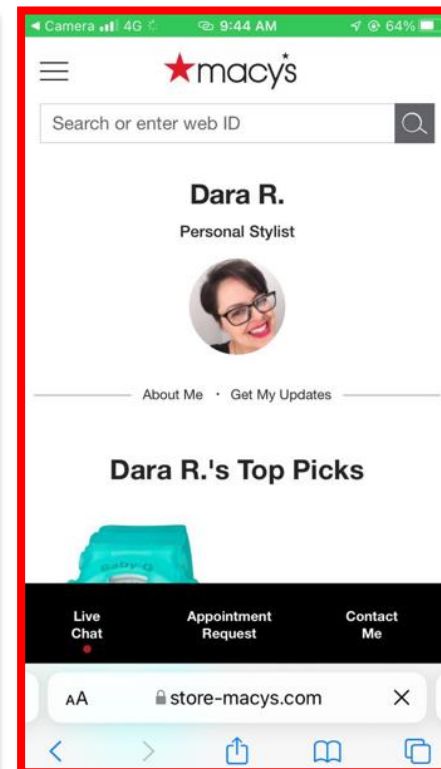 Camera 4G 9:44 AM 64%
macy's
Search or enter web ID
Dara R.
Personal Stylist
About Me · Get My Updates
Dara R.'s Top Picks
Baby-G
Live Chat
Appointment Request
Contact Me
AA store-macys.com